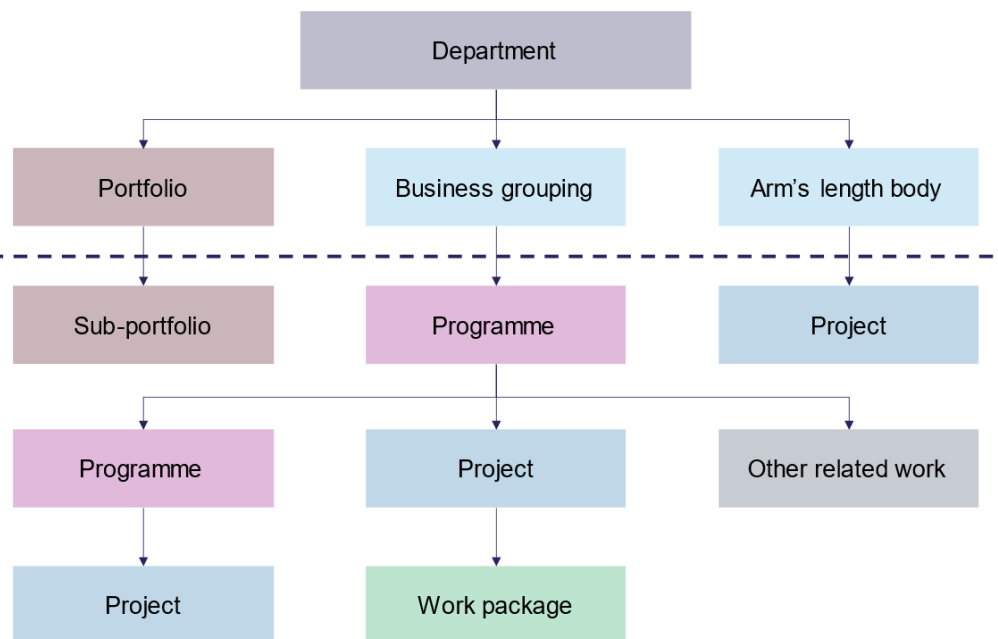 Department
Portfolio
Business grouping
Arm's length body
Sub-portfolio
Programme
Project
Programme
Project
Other related work
Project
Work package